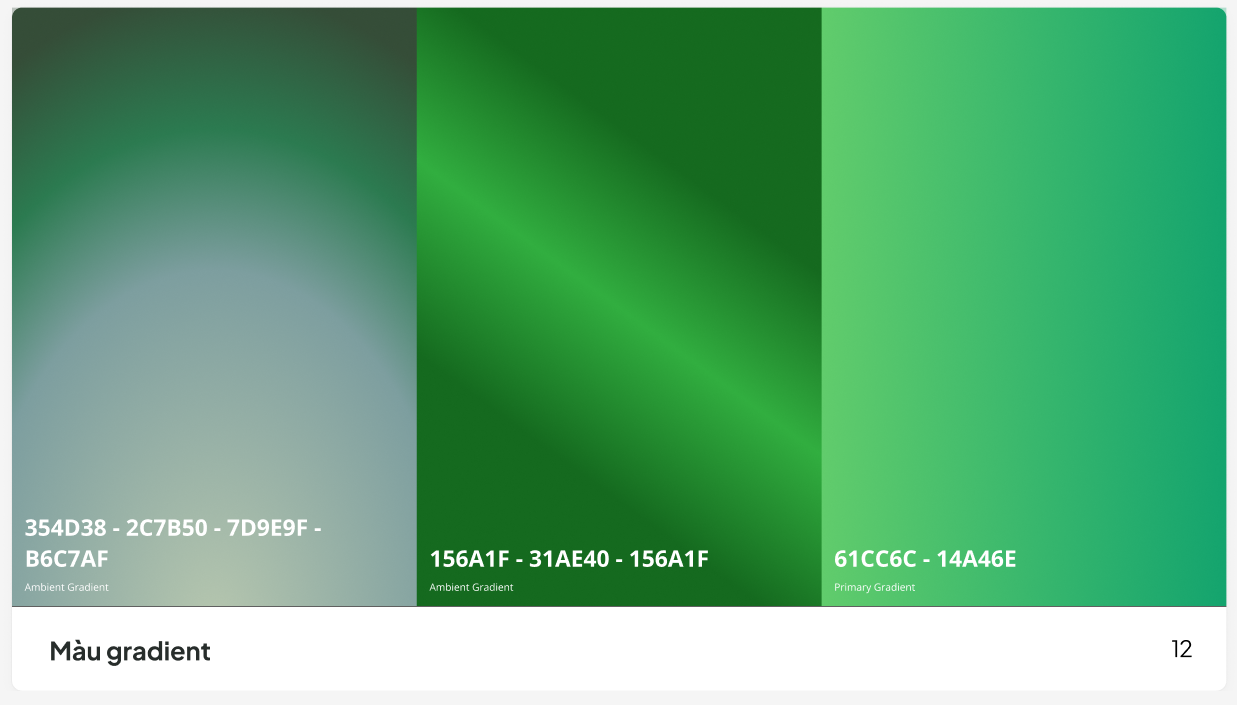 354D38 - 2C7B50 - 7D9E9F -
B6C7AF
Ambient Gradient
156A1F - 31AE40 - 156A1F
Ambient Gradient
61CC6C - 14A46E
Primary Gradient
Màu gradient
12